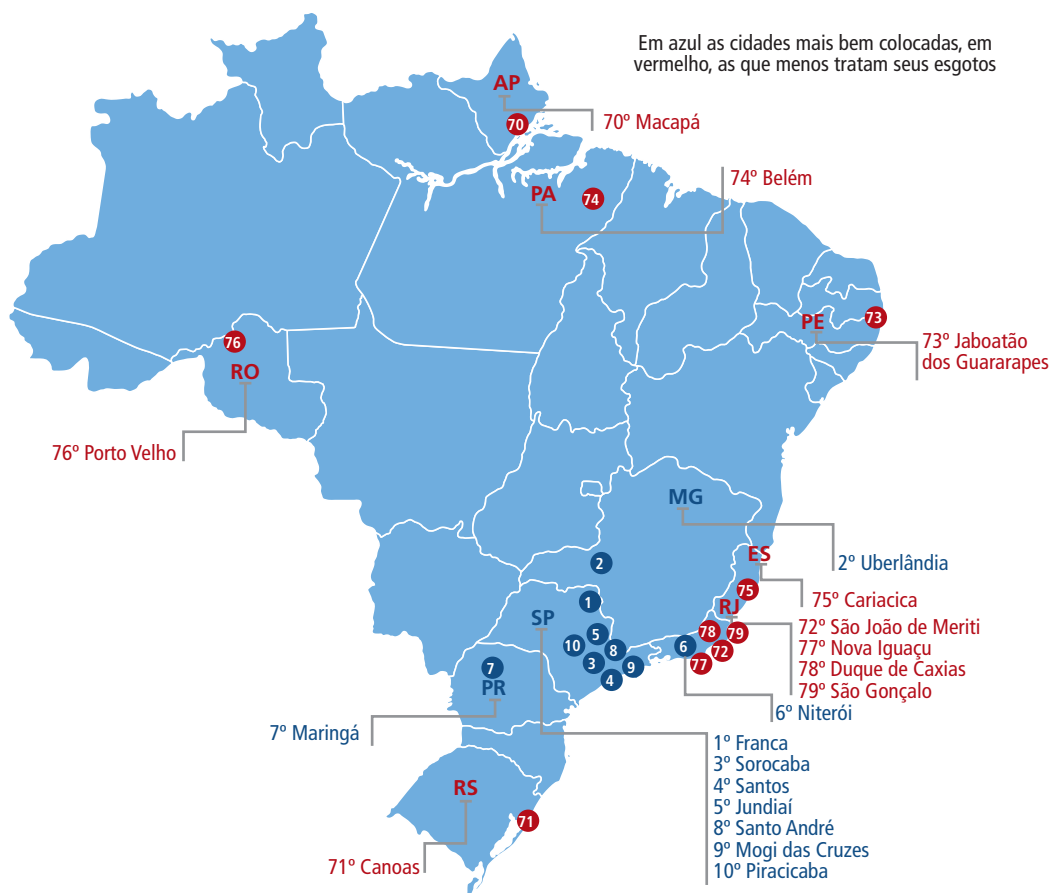 Em azul as cidades mais bem colocadas, em
vermelho, as que menos tratam seus esgotos
AP
70
70º Macapá
74º Belém
PA
74
PE
73
73º Jaboatão
dos Guararapes
76
RO
76º Porto Velho
MG
2º Uberlândia
2
ES
75
75º Cariacica
1
RJ
SP
5
78
79
72º São João de Meriti
77º Nova Iguaçu
78º Duque de Caxias
79º São Gonçalo
10
8
6
72
3
9
77
4
6º Niterói
7
PR
7º Maringá
1º Franca
3º Sorocaba
4º Santos
5º Jundiaí
8º Santo André
9º Mogi das Cruzes
10º Piracicaba
RS
71
71º Canoas